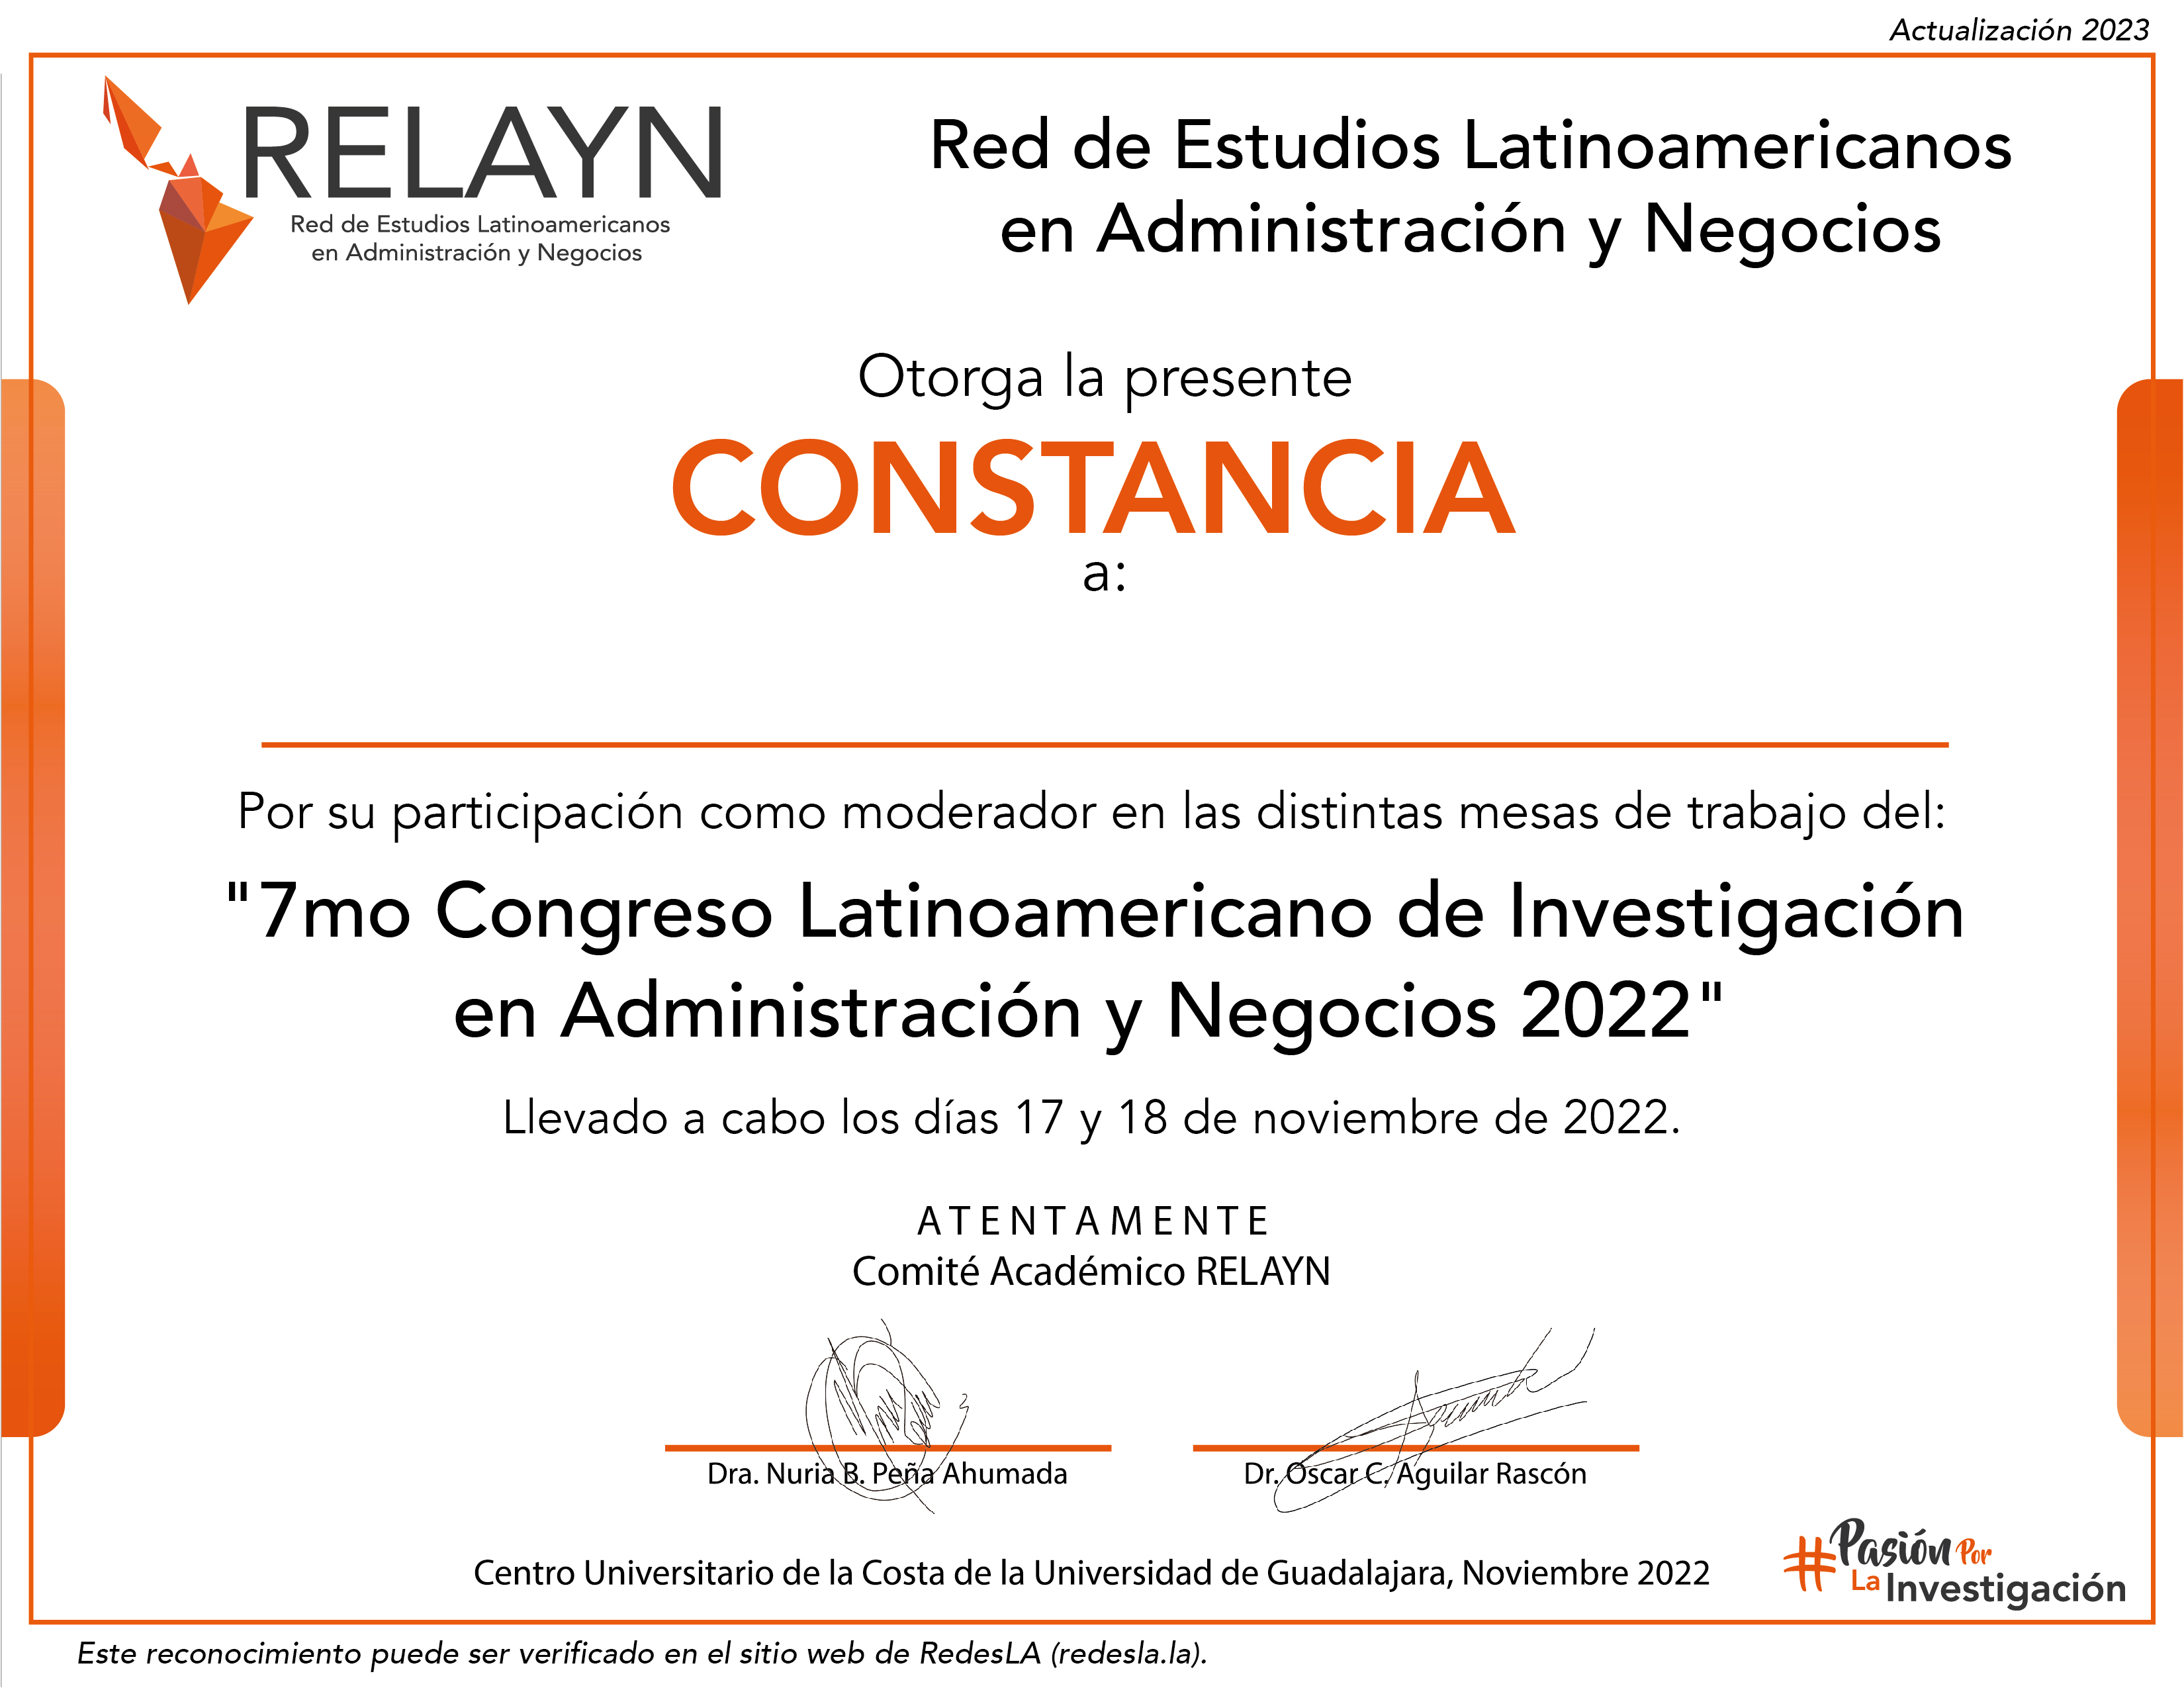 Actualización 2023
RELAYN
Red de Estudios Latinoamericanos
en Administración y Negocios
Red de Estudios Latinoamericanos
en Administración y Negocios
Otorga la presente
CONSTANCIA
a:
Por su participación como moderador en las distintas mesas de trabajo del:
"7mo Congreso Latinoamericano de Investigación
en Administración y Negocios 2022"
Llevado a cabo los días 17 y 18 de noviembre de 2022.
ATENTAMENTE
Comité Académico RELAYN
Dra. Nuria B. Peña Ahumada
Dr. Oscar C. Aguilar Rascón
Centro Universitario de la Costa de la Universidad de Guadalajara, Noviembre 2022
#Pasión Por
La Investigación
Este reconocimiento puede ser verificado en el sitio web de RedesLA (redesla.la).